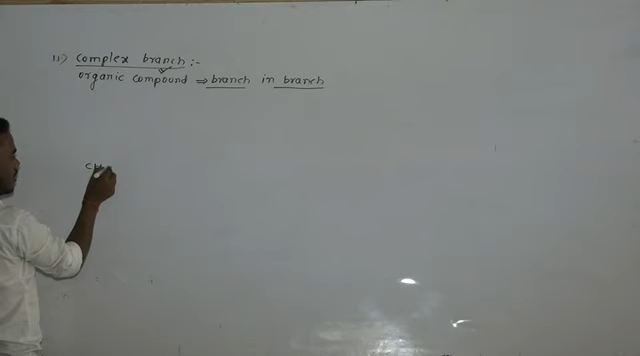 11) complex branch :-
organic compound ⇒ branch in branch
CH